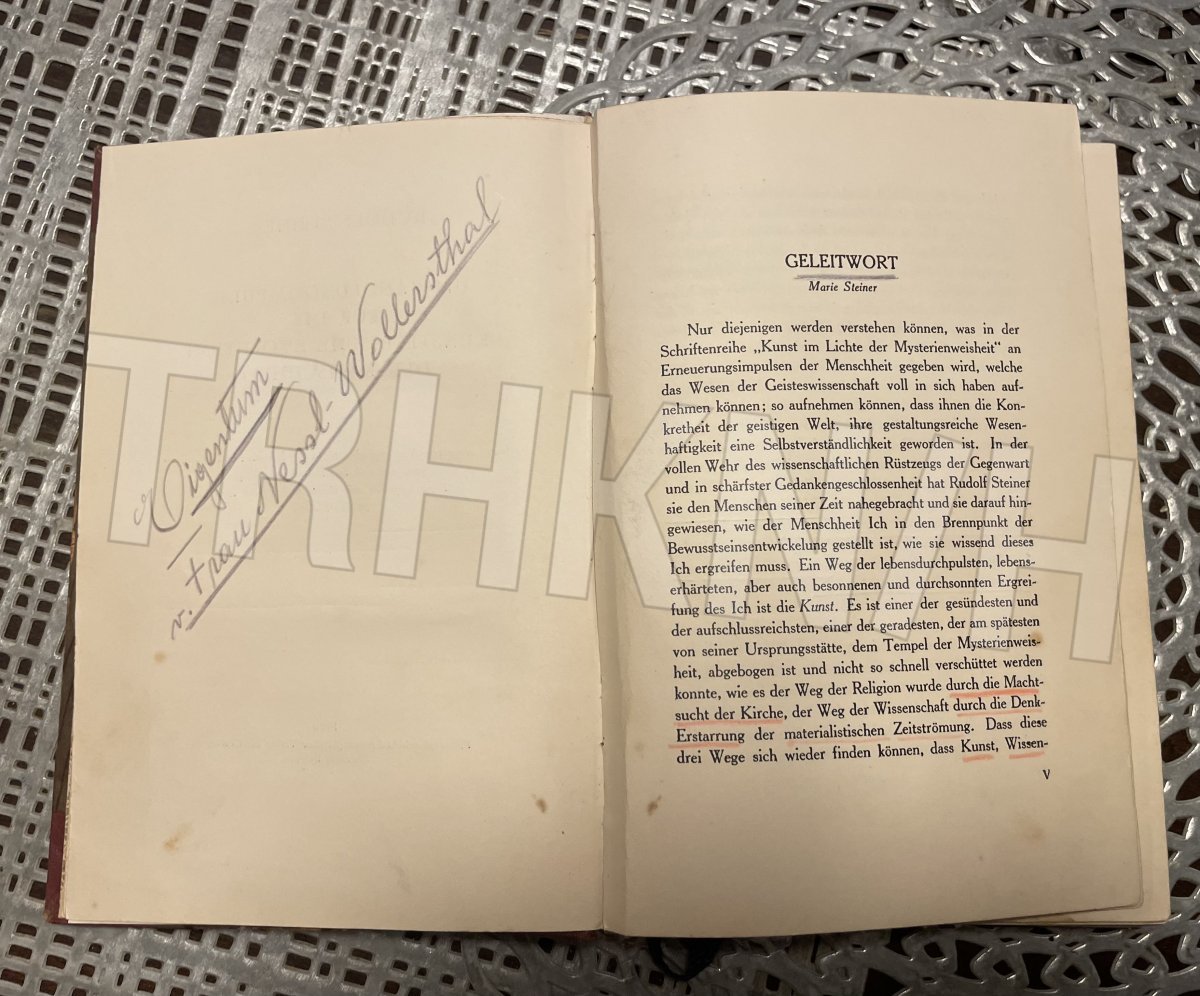 Eigentum
v. Frau Nessl-Wollersthal
GELEITWORT
Marie Steiner
Nur diejenigen werden verstehen können, was in der
Schriftenreihe „Kunst im Lichte der Mysterienweisheit“ an
Erneuerungsimpulsen der Menschheit gegeben wird, welche
das Wesen der Geisteswissenschaft voll in sich haben auf-
nehmen können; so aufnehmen können, dass ihnen die Kon-
kretheit der geistigen Welt, ihre gestaltungsreiche Wesen-
haftigkeit eine Selbstverständlichkeit geworden ist. In der
vollen Wehr des wissenschaftlichen Rüstzeugs der Gegenwart
und in schärfster Gedankengeschlossenheit hat Rudolf Steiner
sie den Menschen seiner Zeit nahegebracht und sie darauf hin-
gewiesen, wie der Menschheit Ich in den Brennpunkt der
Bewusstseinsentwickelung gestellt ist, wie sie wissend dieses
Ich ergreifen muss. Ein Weg der lebensdurchpulsten, lebens-
erhärteten, aber auch besonnenen und durchsonnten Ergrei-
fung des Ich ist die Kunst. Es ist einer der gesündesten und
der aufschlussreichsten, einer der geradesten, der am spätesten
von seiner Ursprungsstätte, dem Tempel der Mysterienweis-
heit, abgebogen ist und nicht so schnell verschüttet werden
konnte, wie es der Weg der Religion wurde durch die Macht-
sucht der Kirche, der Weg der Wissenschaft durch die Denk-
Erstarrung der materialistischen Zeitströmung. Dass diese
drei Wege sich wieder finden können, dass Kunst, Wissen-
V